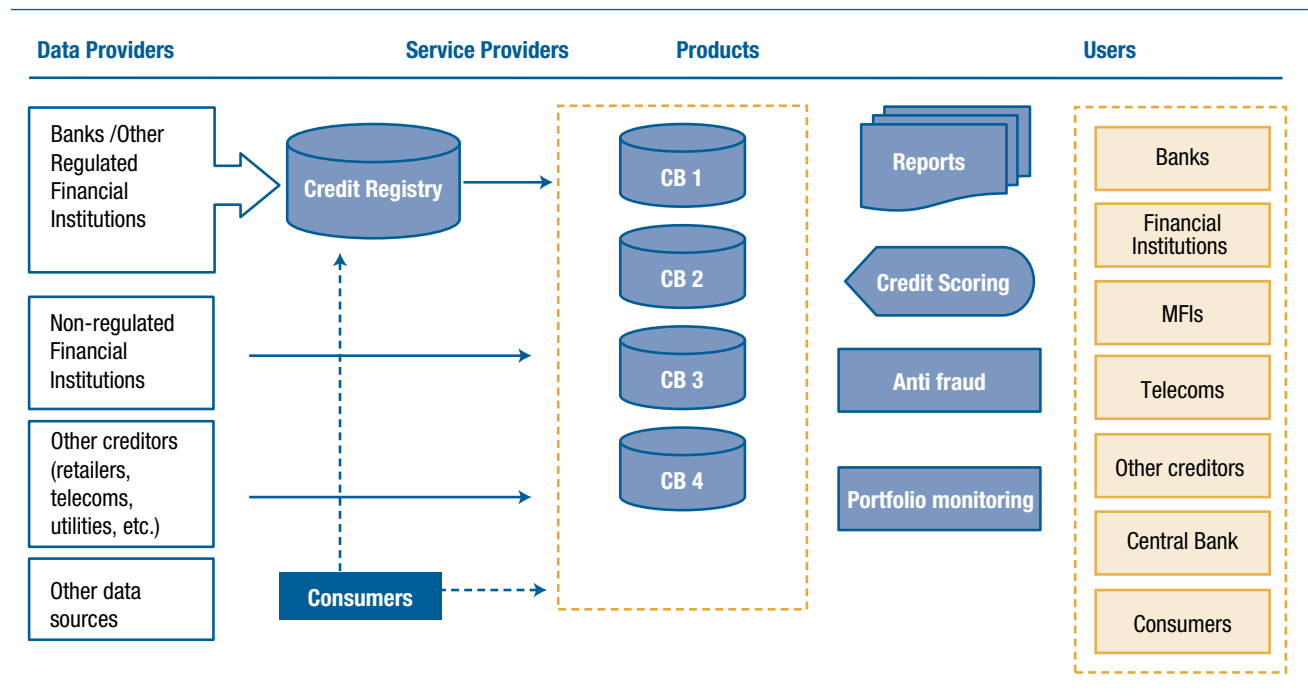 Data Providers
Service Providers
Products
Users
Banks /Other
Regulated
Financial
Institutions
Non-regulated
Financial
Institutions
Other creditors
(retailers,
telecoms,
utilities, etc.)
Other data
sources
Credit Registry
Consumers
CB 1
CB 2
CB 3
CB 4
Reports
Credit Scoring
Anti fraud
Portfolio monitoring
Banks
Financial
Institutions
MFIs
Telecoms
Other creditors
Central Bank
Consumers